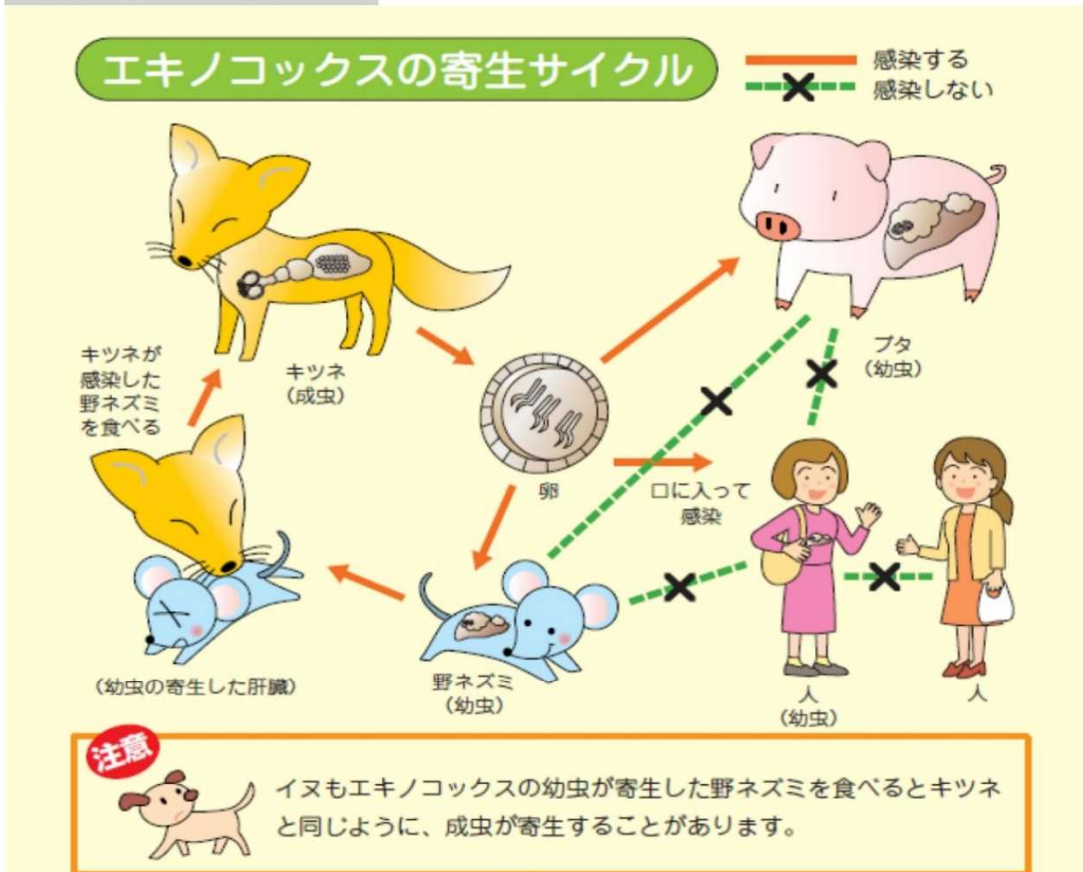 エキノコックスの寄生サイクル
感染する
感染しない
キツネが
感染した
野ネズミ
を食べる
キツネ
(成虫)
卵
口に入って
感染
ブタ
(幼虫)
(幼虫の寄生した肝臓)
野ネズミ
(幼虫)
人
(幼虫)
人
注意
イヌもエキノコックスの幼虫が寄生した野ネズミを食べるとキツネ
と同じように、成虫が寄生することがあります。